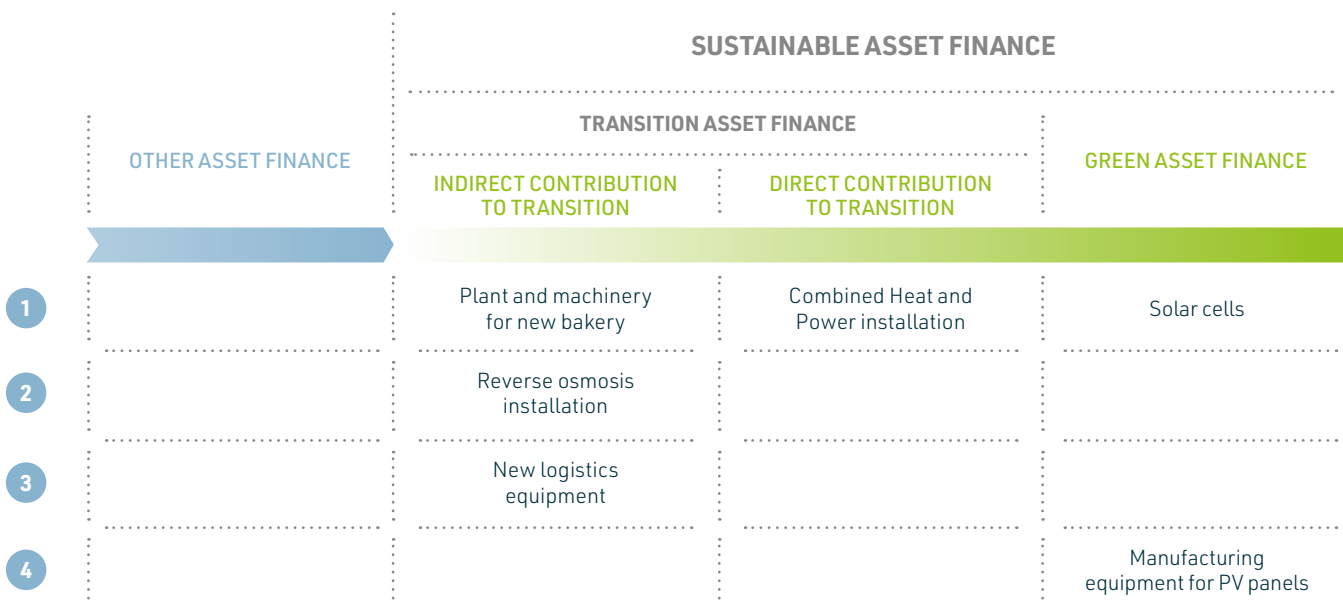 SUSTAINABLE ASSET FINANCE
TRANSITION ASSET FINANCE
OTHER ASSET FINANCE
GREEN ASSET FINANCE
INDIRECT CONTRIBUTION
TO TRANSITION
DIRECT CONTRIBUTION
TO TRANSITION
1
Plant and machinery
for new bakery
Combined Heat and
Power installation
Solar cells
2
Reverse osmosis
installation
3
New logistics
equipment
4
Manufacturing
equipment for PV panels